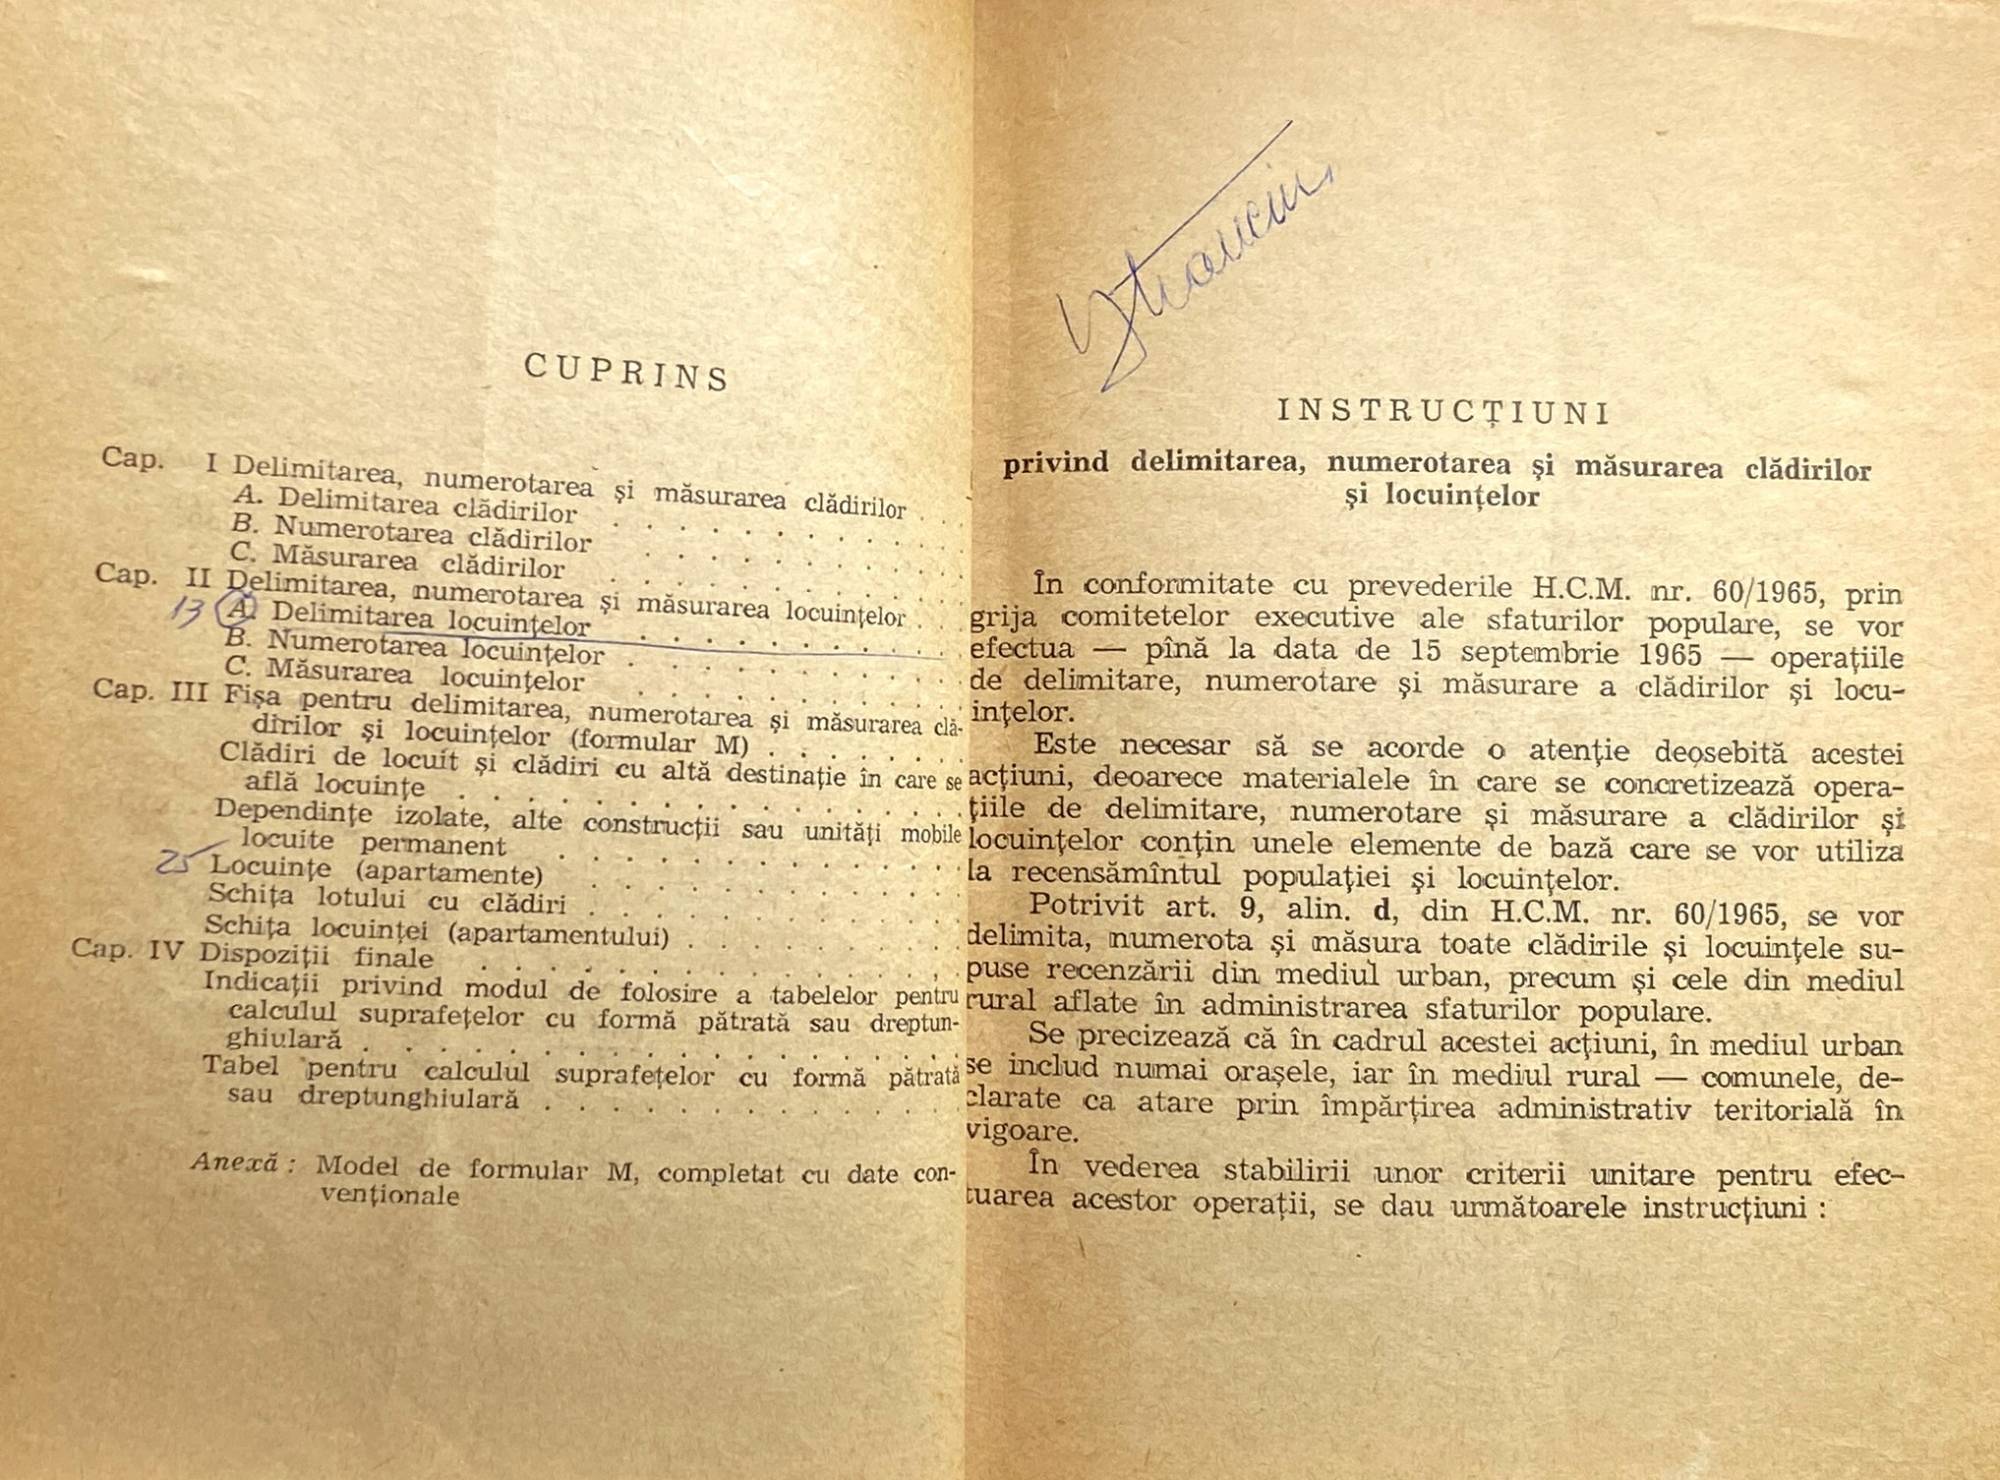 CUPRINS
Cap. I Delimitarea, numerotarea și măsurarea clădirilor . .
A. Delimitarea clădirilor . . . . . . . . . . .
B. Numerotarea clădirilor . . . . . . . . . .
C. Măsurarea clădirilor . . . . . . . . . . .
Cap. II Delimitarea, numerotarea și măsurarea locuințelor . .
13 A. Delimitarea locuințelor . . . . . . . . . .
B. Numerotarea locuințelor . . . . . . . . . .
C. Măsurarea locuințelor . . . . . . . . . .
Cap. III Fișa pentru delimitarea, numerotarea și măsurarea clă-
dirilor și locuințelor (formular M) . . . . . .
Clădiri de locuit și clădiri cu altă destinație în care se
află locuințe . . . . . . . . . . . . .
Dependințe izolate, alte construcții sau unități mobile
locuite permanent . . . . . . . . . . . .
25 Locuințe (apartamente) . . . . . . . . . . .
Schița lotului cu clădiri . . . . . . . . . . .
Schița locuinței (apartamentului) . . . . . . . .
Cap. IV Dispoziții finale . . . . . . . . . . . . .
Indicații privind modul de folosire a tabelelor pentru
calculul suprafețelor cu formă pătrată sau dreptun-
ghiulară . . . . . . . . . . . . . . .
Tabel pentru calculul suprafețelor cu formă pătrată
sau dreptunghiulară . . . . . . . . . . . .
Anexă : Model de formular M, completat cu date con-
venționale
INSTRUCȚIUNI
privind delimitarea, numerotarea și măsurarea clădirilor
și locuințelor
În conformitate cu prevederile H.C.M. nr. 60/1965, prin
grija comitetelor executive ale sfaturilor populare, se vor
efectua — pînă la data de 15 septembrie 1965 — operațiile
de delimitare, numerotare și măsurare a clădirilor și locu-
ințelor.
Este necesar să se acorde o atenție deosebită acestei
acțiuni, deoarece materialele în care se concretizează opera-
țiile de delimitare, numerotare și măsurare a clădirilor și
locuințelor conțin unele elemente de bază care se vor utiliza
la recensămîntul populației și locuințelor.
Potrivit art. 9, alin. d, din H.C.M. nr. 60/1965, se vor
delimita, numerota și măsura toate clădirile și locuințele su-
puse recenzării din mediul urban, precum și cele din mediul
rural aflate în administrarea sfaturilor populare.
Se precizează că în cadrul acestei acțiuni, în mediul urban
se includ numai orașele, iar în mediul rural — comunele, de-
clarate ca atare prin împărțirea administrativ teritorială în
vigoare.
În vederea stabilirii unor criterii unitare pentru efec-
tuarea acestor operații, se dau următoarele instrucțiuni :